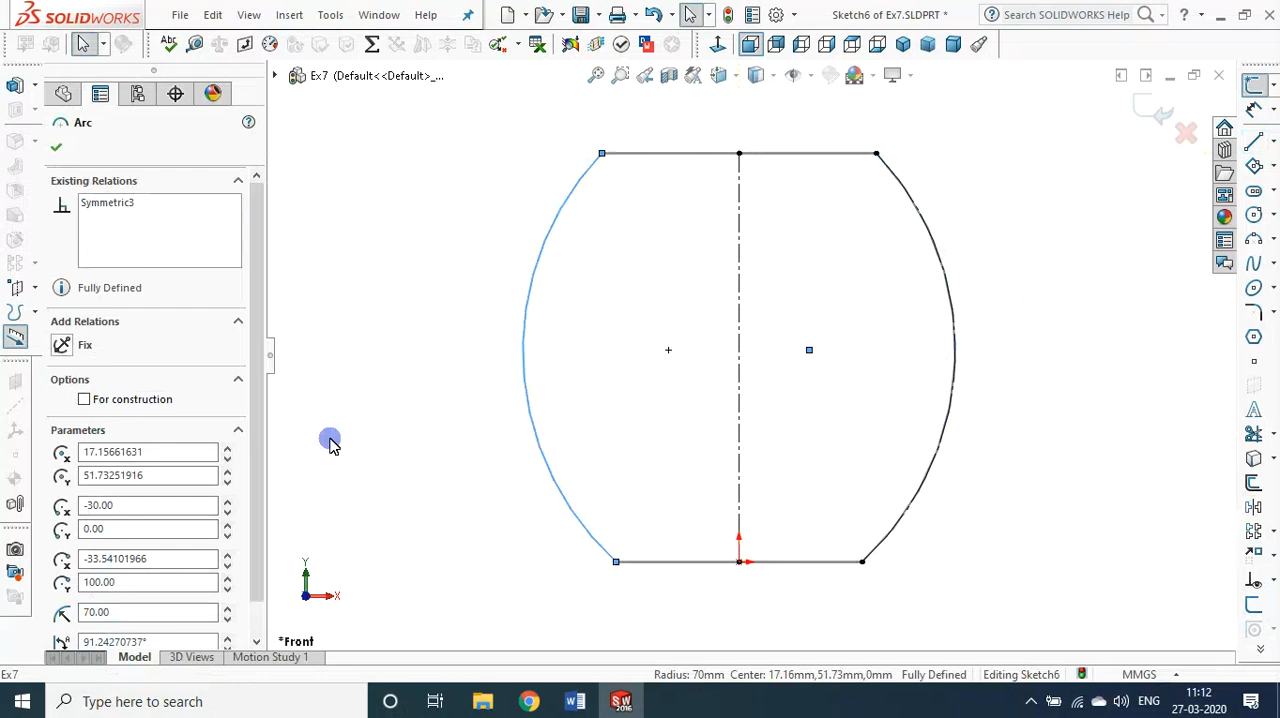 SOLIDWORKS File Edit View Insert Tools Window Help Sketch6 of Ex7.SLDPRT * Search SOLIDWORKS Help
Ex7 (Default<<Default>_...
Arc
Existing Relations
Symmetric3
Fully Defined
Add Relations
Fix
Options
For construction
Parameters
17.15661631
51.73251916
-30.00
0.00
-33.54101966
100.00
70.00
91.24270737°
Y
X
*Front
Model 3D Views Motion Study 1
Ex7 Radius: 70mm Center: 17.16mm,51.73mm,0mm Fully Defined Editing Sketch6 MMGS
Type here to search
SW
2016
ENG
11:12
27-03-2020